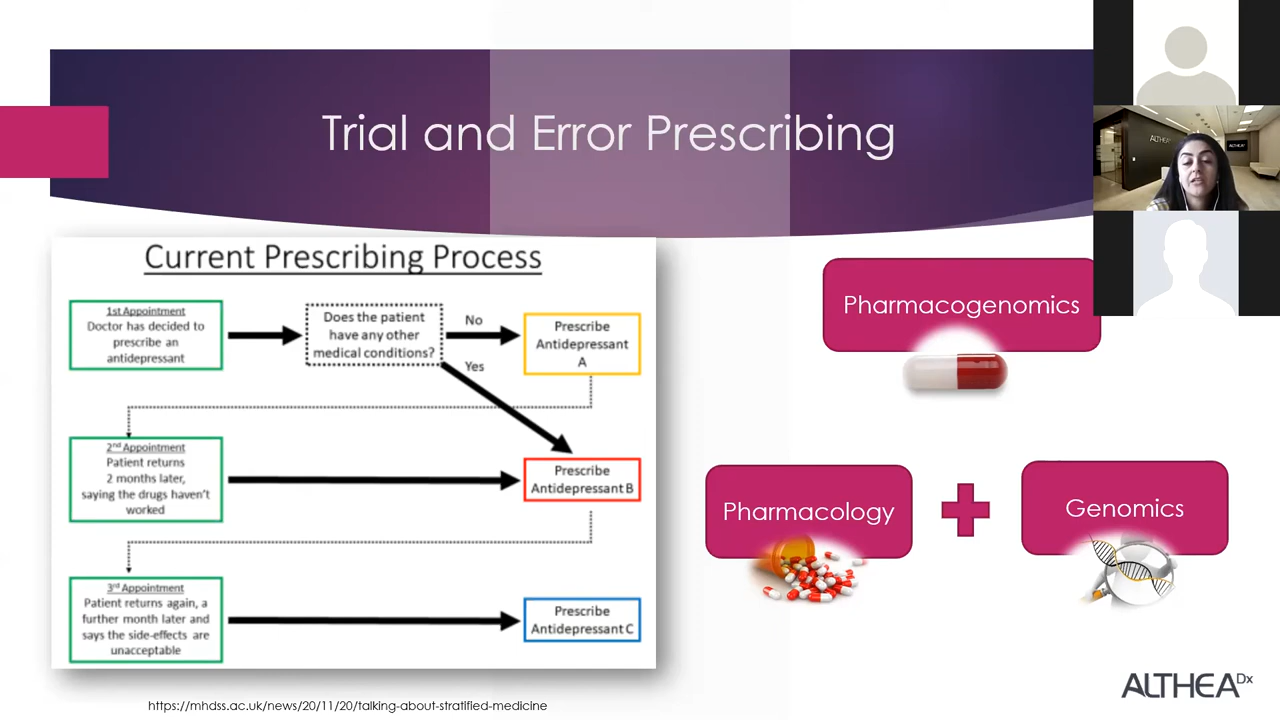 Trial and Error Prescribing
Current Prescribing Process
1st Appointment
Doctor has decided to
prescribe an
antidepressant
Does the patient
have any other
medical conditions?
No
Yes
Prescribe
Antidepressant
A
2nd Appointment
Patient returns
2 months later,
saying the drugs haven't
worked
Prescribe
Antidepressant B
3rd Appointment
Patient returns again, a
further month later and
says the side-effects are
unacceptable
Prescribe
Antidepressant C
https://mhdss.ac.uk/news/20/11/20/talking-about-stratified-medicine
Pharmacogenomics
Pharmacology
Genomics
ALTHEADx
ALTHEA